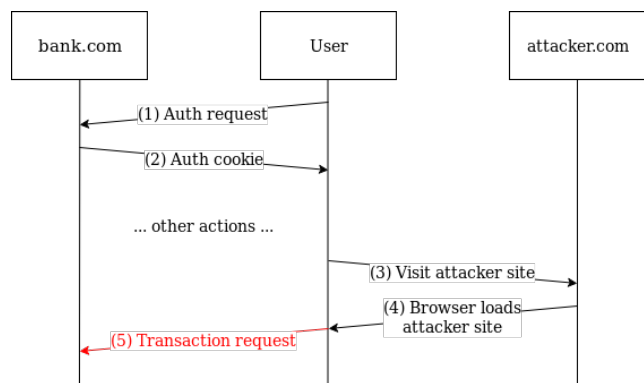 bank.com
User
attacker.com
(1) Auth request
(2) Auth cookie
... other actions ...
(3) Visit attacker site
(4) Browser loads
attacker site
(5) Transaction request